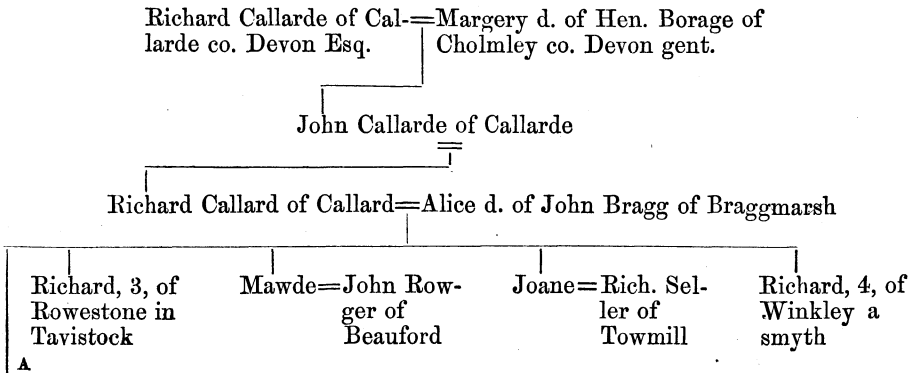 Richard Callarde of Cal-=Margery d. of Hen. Borage of
larde co. Devon Esq. Cholmley co. Devon gent.
John Callarde of Callarde
=
Richard Callard of Callard=Alice d. of John Bragg of Braggmarsh
Richard, 3, of
Rowestone in
Tavistock
Mawde=John Row-
ger of
Beauford
Joane=Rich. Sel-
ler of
Towmill
Richard, 4, of
Winkley a
smyth
A